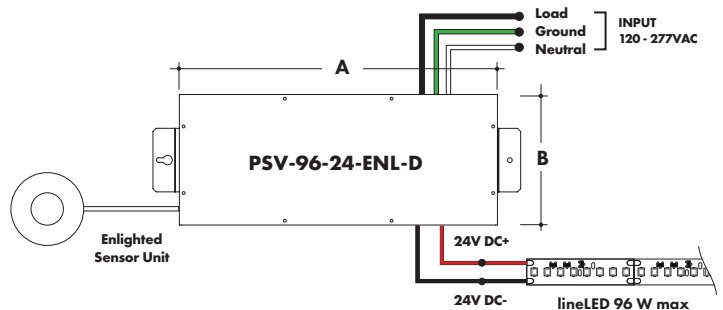 Load
Ground
Neutral
INPUT
120 - 277VAC
A
PSV-96-24-ENL-D
B
Enlighted
Sensor Unit
24V DC+
24V DC-
lineLED 96 W max